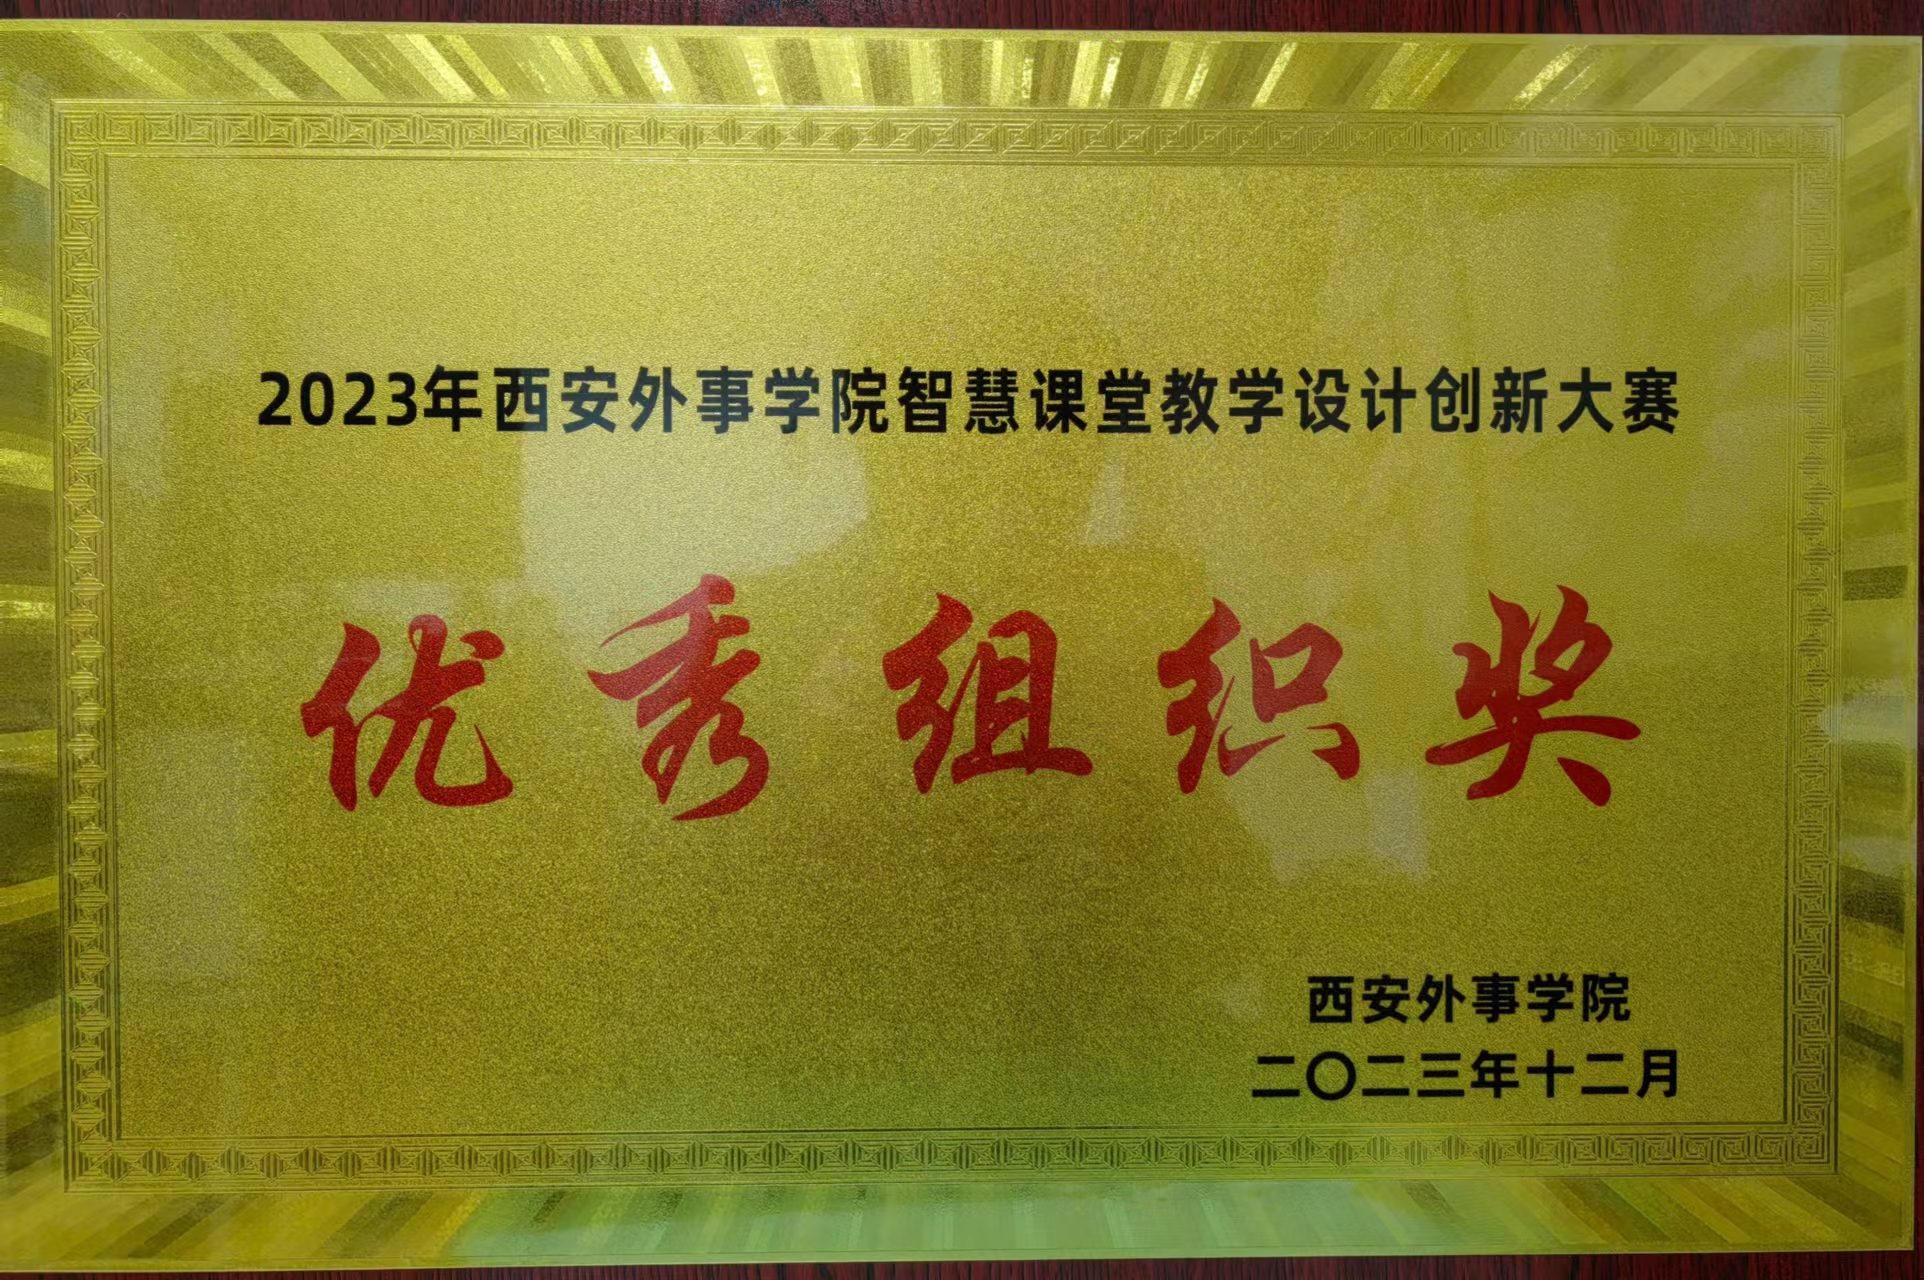 2023年西安外事学院智慧课堂教学设计创新大赛
优秀组织奖
西安外事学院
二〇二三年十二月